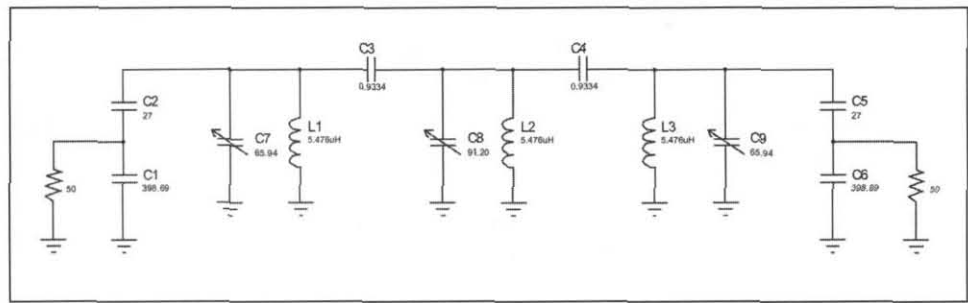 C3
0.9334
C4
0.9334
C2
27
C7
65.94
L1
5.476uH
C8
91.20
L2
5.476uH
L3
5.476uH
C9
65.94
C5
27
50
C1
398.69
C6
398.69
50